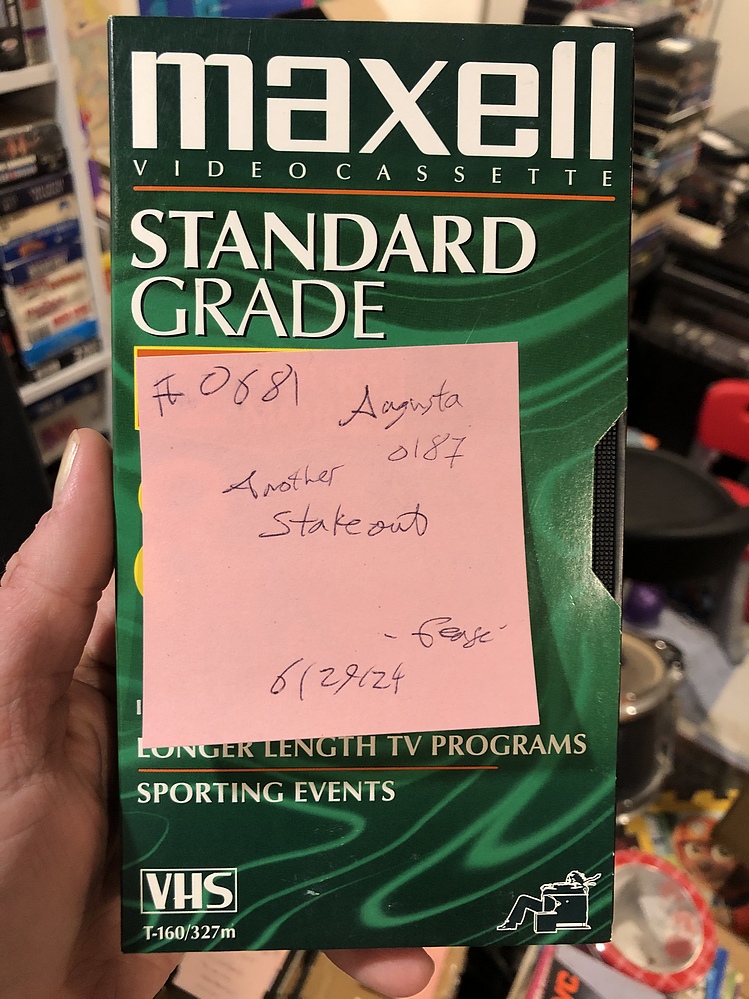 maxell
VIDEOCASSETTE
STANDARD
GRADE
# 0681
Augusta
0187
Another
Stakeout
6/29/24
LONGER LENGTH TV PROGRAMS
SPORTING EVENTS
VHS
T-160/327m